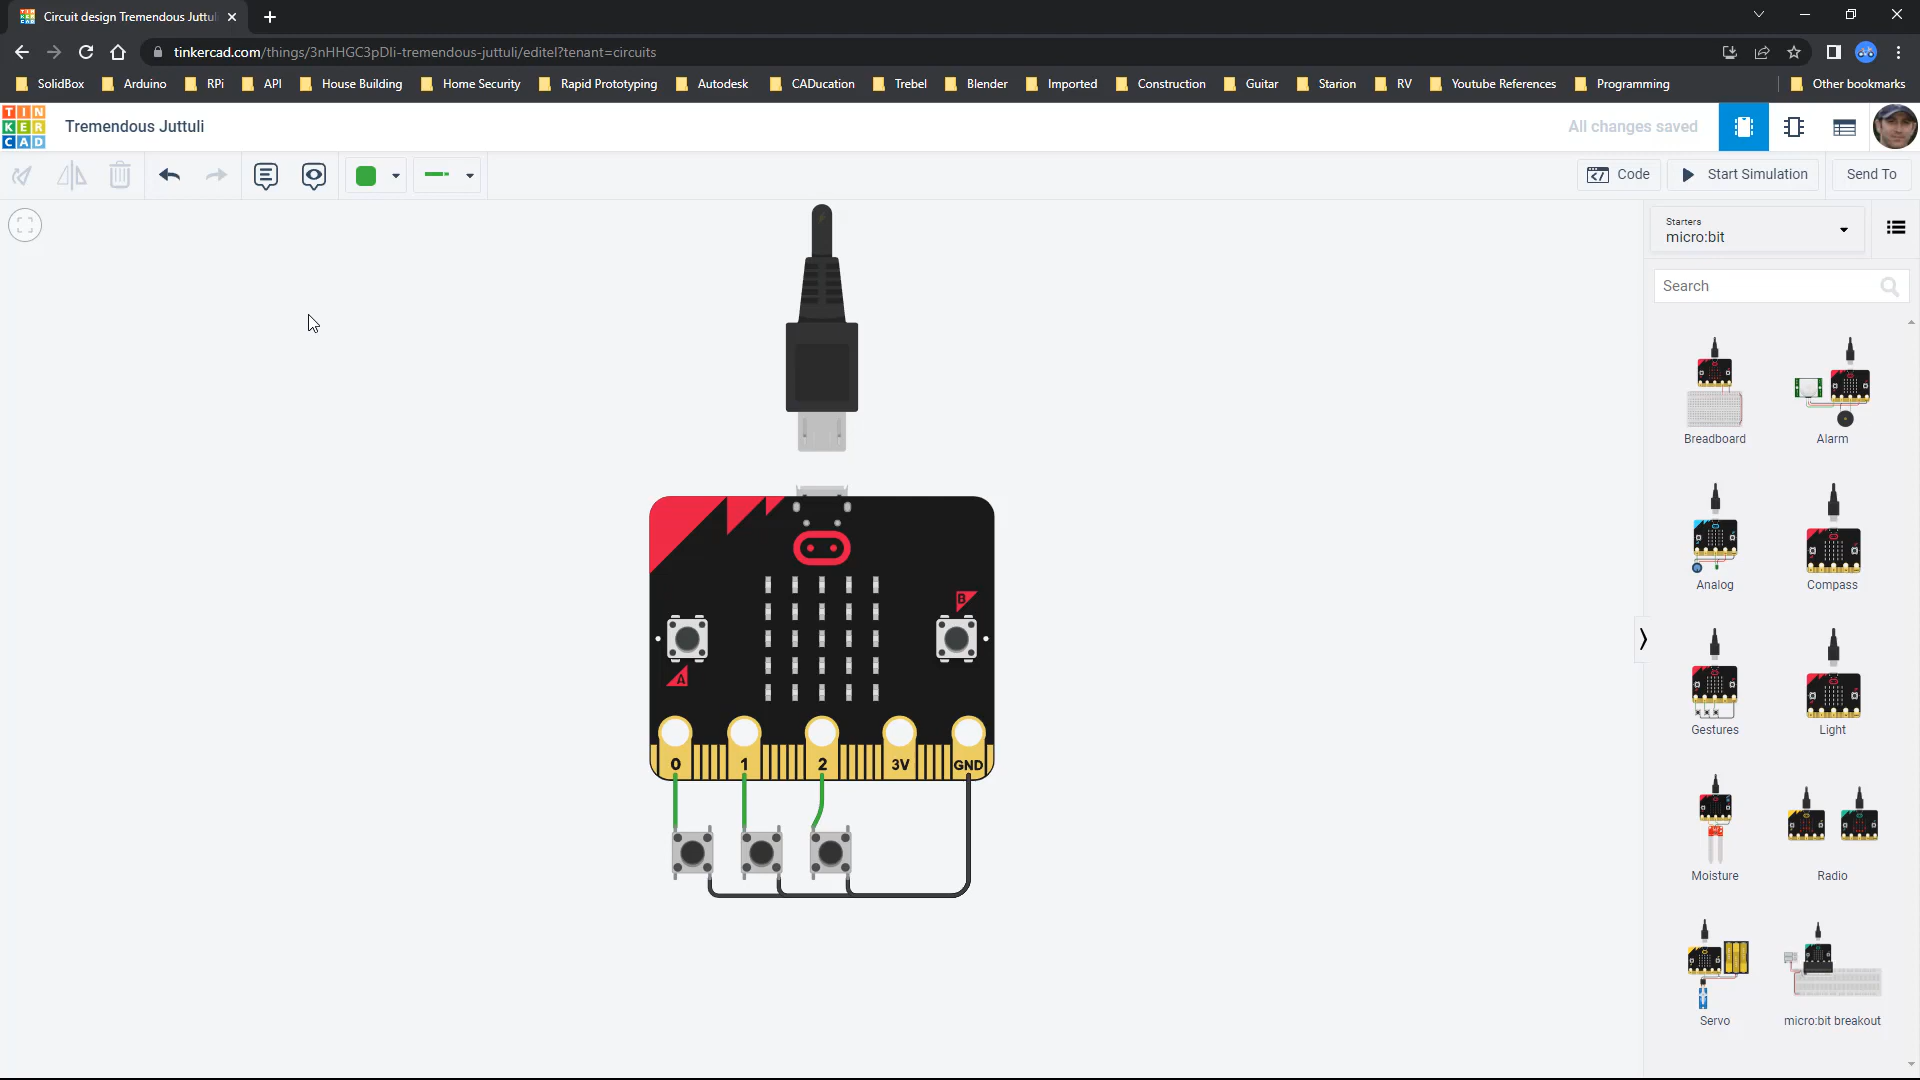 Circuit design Tremendous Juttu
tinkercad.com/things/3nHHGC3pDli-tremendous-juttuli/editel?tenant=circuits
SolidBox Arduino RPi API House Building Home Security Rapid Prototyping Autodesk CADucation Trebel Blender Imported Construction Guitar Starion RV Youtube References Programming Other bookmarks
TIN
KER
CAD
Tremendous Juttuli
All changes saved
Code
Start Simulation
Send To
Starters
micro:bit
Search
Breadboard Alarm
Analog Compass
Gestures Light
Moisture Radio
Servo micro:bit breakout
B
A
0 1 2 3V GND